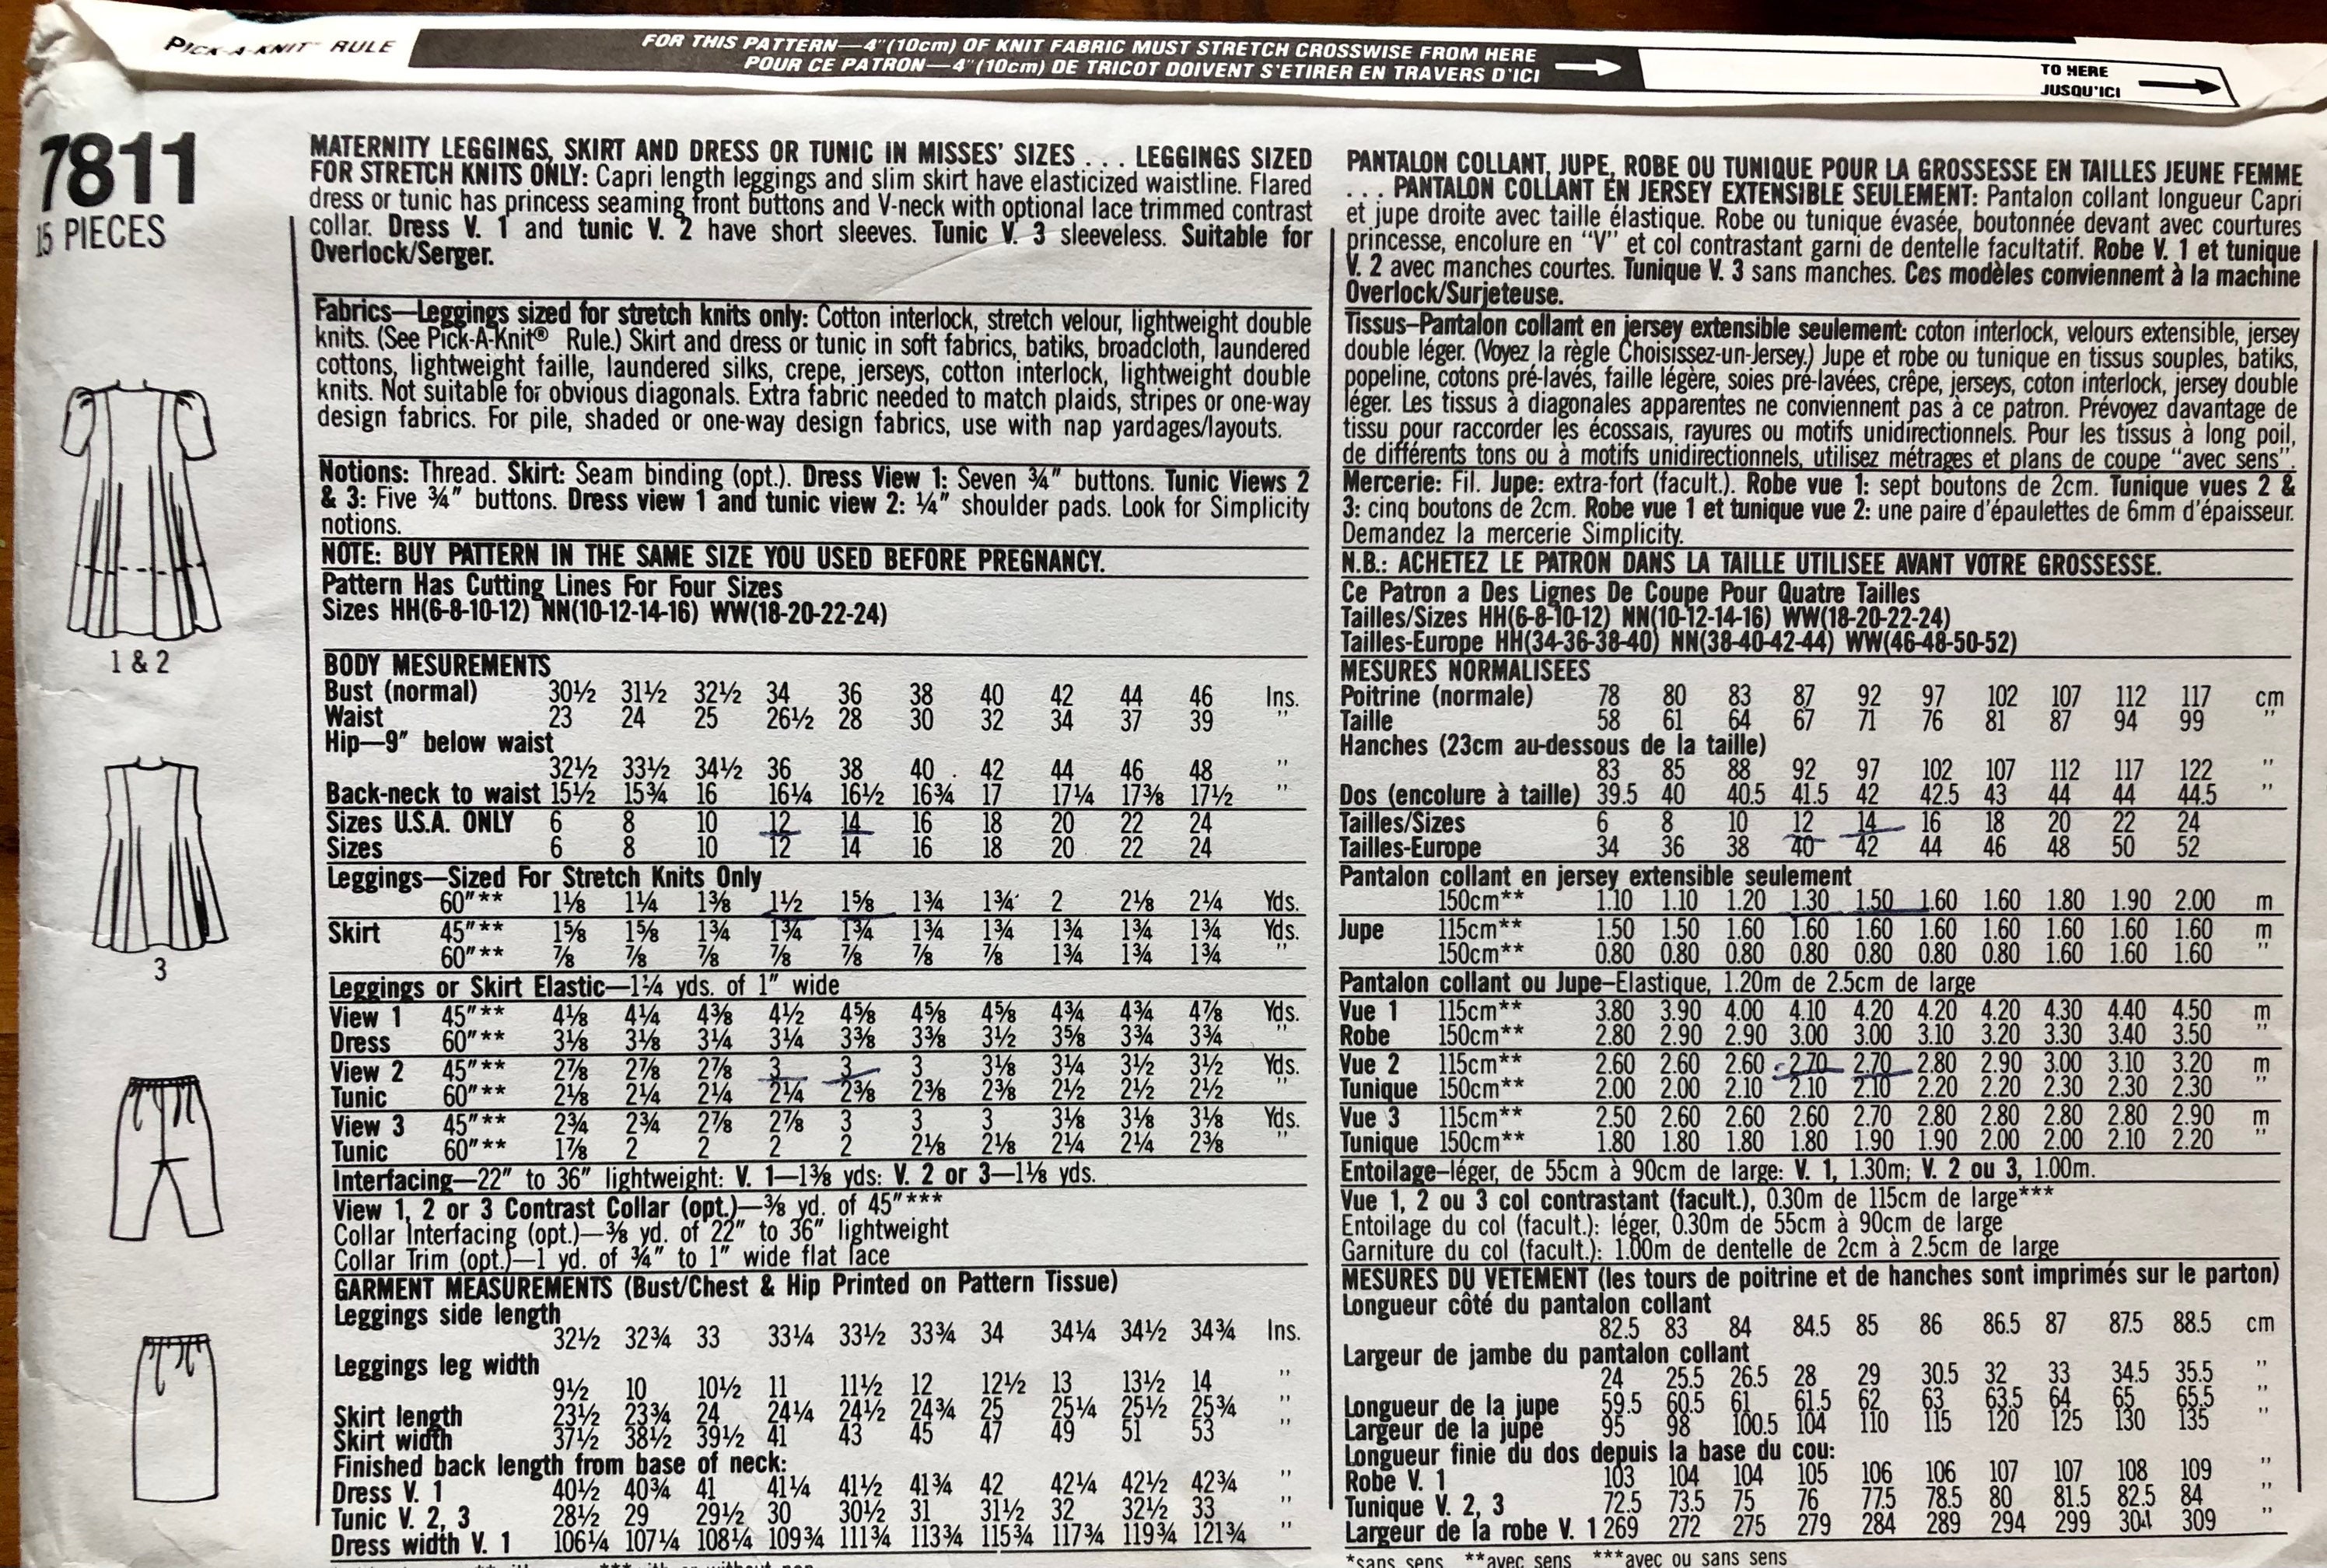 PICK-A-KNIT™ RULE
FOR THIS PATTERN—4"(10cm) OF KNIT FABRIC MUST STRETCH CROSSWISE FROM HERE
POUR CE PATRON—4"(10cm) DE TRICOT DOIVENT S'ETIRER EN TRAVERS D'ICI
TO HERE
JUSQU'ICI
7811
15 PIECES
1 & 2
3
MATERNITY LEGGINGS, SKIRT AND DRESS OR TUNIC IN MISSES' SIZES . . . LEGGINGS SIZED
FOR STRETCH KNITS ONLY: Capri length leggings and slim skirt have elasticized waistline. Flared
dress or tunic has princess seaming front buttons and V-neck with optional lace trimmed contrast
collar. Dress V. 1 and tunic V. 2 have short sleeves. Tunic V. 3 sleeveless. Suitable for
Overlock/Serger.
Fabrics—Leggings sized for stretch knits only: Cotton interlock, stretch velour, lightweight double
knits. (See Pick-A-Knit® Rule.) Skirt and dress or tunic in soft fabrics, batiks, broadcloth, laundered
cottons, lightweight faille, laundered silks, crepe, jerseys, cotton interlock, lightweight double
knits. Not suitable for obvious diagonals. Extra fabric needed to match plaids, stripes or one-way
design fabrics. For pile, shaded or one-way design fabrics, use with nap yardages/layouts.
Notions: Thread. Skirt: Seam binding (opt.). Dress View 1: Seven ¾" buttons. Tunic Views 2
& 3: Five ¾" buttons. Dress view 1 and tunic view 2: ¼" shoulder pads. Look for Simplicity
notions.
NOTE: BUY PATTERN IN THE SAME SIZE YOU USED BEFORE PREGNANCY.
Pattern Has Cutting Lines For Four Sizes
Sizes HH(6-8-10-12) NN(10-12-14-16) WW(18-20-22-24)
BODY MESUREMENTS
Bust (normal) 30½ 31½ 32½ 34 36 38 40 42 44 46 Ins.
Waist 23 24 25 26½ 28 30 32 34 37 39 "
Hip—9" below waist
32½ 33½ 34½ 36 38 40 42 44 46 48 "
Back-neck to waist 15½ 15¾ 16 16¼ 16½ 16¾ 17 17¼ 17⅜ 17½ "
Sizes U.S.A. ONLY 6 8 10 12 14 16 18 20 22 24
Sizes 6 8 10 12 14 16 18 20 22 24
Leggings—Sized For Stretch Knits Only
60"** 1⅛ 1¼ 1⅜ 1½ 1⅝ 1¾ 1¾ 2 2⅛ 2¼ Yds.
Skirt 45"** 1⅝ 1⅝ 1¾ 1¾ 1¾ 1¾ 1¾ 1¾ 1¾ 1¾ Yds.
60"** ⅞ ⅞ ⅞ ⅞ ⅞ ⅞ ⅞ 1¾ 1¾ 1¾ "
Leggings or Skirt Elastic—1¼ yds. of 1" wide
View 1 45"** 4⅛ 4¼ 4⅜ 4½ 4⅝ 4⅝ 4⅝ 4¾ 4¾ 4⅞ Yds.
Dress 60"** 3⅛ 3⅛ 3¼ 3¼ 3⅜ 3⅜ 3½ 3⅝ 3¾ 3¾ "
View 2 45"** 2⅞ 2⅞ 2⅞ 3 3 3 3⅛ 3¼ 3½ 3½ Yds.
Tunic 60"** 2⅛ 2¼ 2¼ 2¼ 2⅜ 2⅜ 2⅜ 2½ 2½ 2½ "
View 3 45"** 2¾ 2¾ 2⅞ 2⅞ 3 3 3 3⅛ 3⅛ 3⅛ Yds.
Tunic 60"** 1⅞ 2 2 2 2 2⅛ 2⅛ 2¼ 2¼ 2⅜ "
Interfacing—22" to 36" lightweight: V. 1—1⅜ yds: V. 2 or 3—1⅛ yds.
View 1, 2 or 3 Contrast Collar (opt.)—⅜ yd. of 45"***
Collar Interfacing (opt.)—⅜ yd. of 22" to 36" lightweight
Collar Trim (opt.)—1 yd. of ¾" to 1" wide flat lace
GARMENT MEASUREMENTS (Bust/Chest & Hip Printed on Pattern Tissue)
Leggings side length
32½ 32¾ 33 33¼ 33½ 33¾ 34 34¼ 34½ 34¾ Ins.
Leggings leg width
9½ 10 10½ 11 11½ 12 12½ 13 13½ 14 "
Skirt length 23½ 23¾ 24 24¼ 24½ 24¾ 25 25¼ 25½ 25¾ "
Skirt width 37½ 38½ 39½ 41 43 45 47 49 51 53 "
Finished back length from base of neck:
Dress V. 1 40½ 40¾ 41 41¼ 41½ 41¾ 42 42¼ 42½ 42¾ "
Tunic V. 2, 3 28½ 29 29½ 30 30½ 31 31½ 32 32½ 33 "
Dress width V. 1 106¼ 107¼ 108¼ 109¾ 111¾ 113¾ 115¾ 117¾ 119¾ 121¾ "
PANTALON COLLANT, JUPE, ROBE OU TUNIQUE POUR LA GROSSESSE EN TAILLES JEUNE FEMME
. . . PANTALON COLLANT EN JERSEY EXTENSIBLE SEULEMENT: Pantalon collant longueur Capri
et jupe droite avec taille élastique. Robe ou tunique évasée, boutonnée devant avec courtures
princesse, encolure en "V" et col contrastant garni de dentelle facultatif. Robe V. 1 et tunique
V. 2 avec manches courtes. Tunique V. 3 sans manches. Ces modèles conviennent à la machine
Overlock/Surjeteuse.
Tissus–Pantalon collant en jersey extensible seulement: coton interlock, velours extensible, jersey
double léger. (Voyez la règle Choisissez-un-Jersey.) Jupe et robe ou tunique en tissus souples, batiks,
popeline, cotons pré-lavés, faille légère, soies pré-lavées, crêpe, jerseys, coton interlock, jersey double
léger. Les tissus à diagonales apparentes ne conviennent pas à ce patron. Prévoyez davantage de
tissu pour raccorder les écossais, rayures ou motifs unidirectionnels. Pour les tissus à long poil,
de différents tons ou à motifs unidirectionnels, utilisez métrages et plans de coupe "avec sens".
Mercerie: Fil. Jupe: extra-fort (facult.). Robe vue 1: sept boutons de 2cm. Tunique vues 2 &
3: cinq boutons de 2cm. Robe vue 1 et tunique vue 2: une paire d'épaulettes de 6mm d'épaisseur.
Demandez la mercerie Simplicity.
N.B.: ACHETEZ LE PATRON DANS LA TAILLE UTILISEE AVANT VOTRE GROSSESSE.
Ce Patron a Des Lignes De Coupe Pour Quatre Tailles
Tailles/Sizes HH(6-8-10-12) NN(10-12-14-16) WW(18-20-22-24)
Tailles-Europe HH(34-36-38-40) NN(38-40-42-44) WW(46-48-50-52)
MESURES NORMALISEES
Poitrine (normale) 78 80 83 87 92 97 102 107 112 117 cm
Taille 58 61 64 67 71 76 81 87 94 99 "
Hanches (23cm au-dessous de la taille)
83 85 88 92 97 102 107 112 117 122 "
Dos (encolure à taille) 39.5 40 40.5 41.5 42 42.5 43 44 44 44.5 "
Tailles/Sizes 6 8 10 12 14 16 18 20 22 24
Tailles-Europe 34 36 38 40 42 44 46 48 50 52
Pantalon collant en jersey extensible seulement
150cm** 1.10 1.10 1.20 1.30 1.50 1.60 1.60 1.80 1.90 2.00 m
Jupe 115cm** 1.50 1.50 1.60 1.60 1.60 1.60 1.60 1.60 1.60 1.60 m
150cm** 0.80 0.80 0.80 0.80 0.80 0.80 0.80 1.60 1.60 1.60 "
Pantalon collant ou Jupe–Elastique, 1.20m de 2.5cm de large
Vue 1 115cm** 3.80 3.90 4.00 4.10 4.20 4.20 4.20 4.30 4.40 4.50 m
Robe 150cm** 2.80 2.90 2.90 3.00 3.00 3.10 3.20 3.30 3.40 3.50 "
Vue 2 115cm** 2.60 2.60 2.60 2.70 2.70 2.80 2.90 3.00 3.10 3.20 m
Tunique 150cm** 2.00 2.00 2.10 2.10 2.10 2.20 2.20 2.30 2.30 2.30 "
Vue 3 115cm** 2.50 2.60 2.60 2.60 2.70 2.80 2.80 2.80 2.80 2.90 m
Tunique 150cm** 1.80 1.80 1.80 1.80 1.90 1.90 2.00 2.00 2.10 2.20 "
Entoilage–léger, de 55cm à 90cm de large: V. 1, 1.30m; V. 2 ou 3, 1.00m.
Vue 1, 2 ou 3 col contrastant (facult.), 0.30m de 115cm de large***
Entoilage du col (facult.): léger, 0.30m de 55cm à 90cm de large
Garniture du col (facult.): 1.00m de dentelle de 2cm à 2.5cm de large
MESURES DU VETEMENT (les tours de poitrine et de hanches sont imprimés sur le parton)
Longueur côté du pantalon collant
82.5 83 84 84.5 85 86 86.5 87 87.5 88.5 cm
Largeur de jambe du pantalon collant
24 25.5 26.5 28 29 30.5 32 33 34.5 35.5 "
Longueur de la jupe 59.5 60.5 61 61.5 62 63 63.5 64 65 65.5 "
Largeur de la jupe 95 98 100.5 104 110 115 120 125 130 135 "
Longueur finie du dos depuis la base du cou:
Robe V. 1 103 104 104 105 106 106 107 107 108 109 "
Tunique V. 2, 3 72.5 73.5 75 76 77.5 78.5 80 81.5 82.5 84 "
Largeur de la robe V. 1 269 272 275 279 284 289 294 299 304 309 "
*sans sens **avec sens ***avec ou sans sens